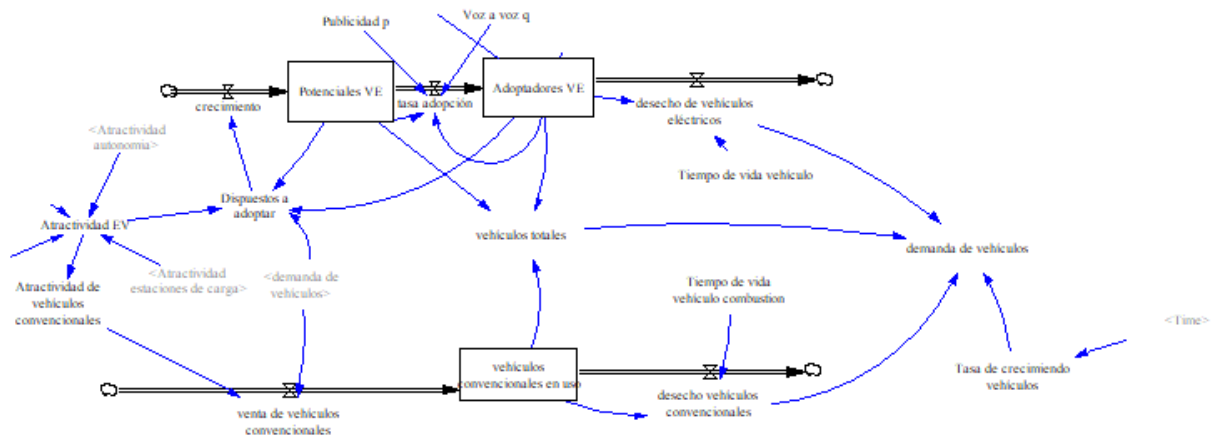 Publicidad p
Voz a voz q
Potenciales VE
Adoptadores VE
crecimiento
tasa adopción
desecho de vehículos
eléctricos
<Atractividad
autonomia>
Tiempo de vida vehículo
Dispuestos a
adoptar
Atractividad EV
vehículos totales
demanda de vehículos
<Atractividad
estaciones de carga>
<demanda de
vehículos>
Atractividad de
vehículos
convencionales
Tiempo de vida
vehículo combustion
<Time>
vehículos
convencionales en uso
Tasa de crecimiendo
vehículos
desecho vehículos
convencionales
venta de vehículos
convencionales